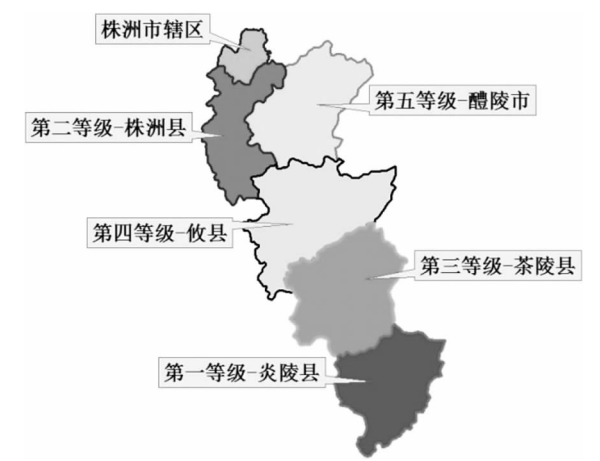 株洲市辖区
第五等级-醴陵市
第二等级-株洲县
第四等级-攸县
第三等级-茶陵县
第一等级-炎陵县